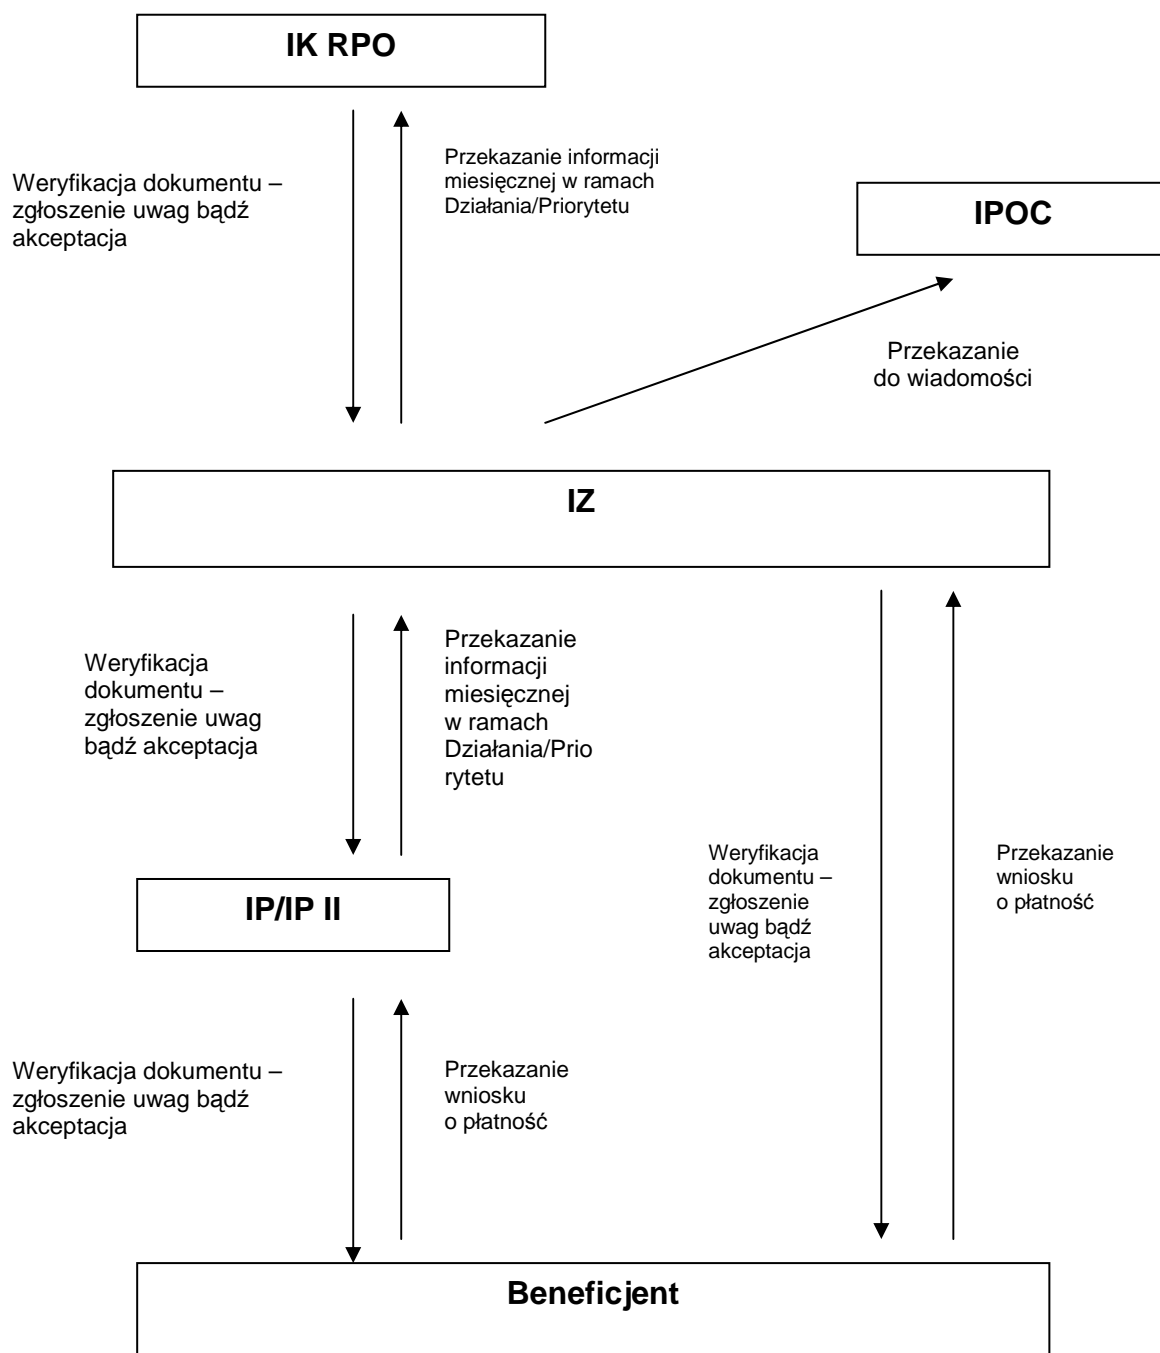 IK RPO
Weryfikacja dokumentu –
zgłoszenie uwag bądź
akceptacja
Przekazanie informacji
miesięcznej w ramach
Działania/Priorytetu
IPOC
Przekazanie
do wiadomości
IZ
Weryfikacja
dokumentu –
zgłoszenie uwag
bądź akceptacja
Przekazanie
informacji
miesięcznej
w ramach
Działania/Prio
rytetu
Weryfikacja
dokumentu –
zgłoszenie
uwag bądź
akceptacja
Przekazanie
wniosku
o płatność
IP/IP II
Weryfikacja dokumentu –
zgłoszenie uwag bądź
akceptacja
Przekazanie
wniosku
o płatność
Beneficjent